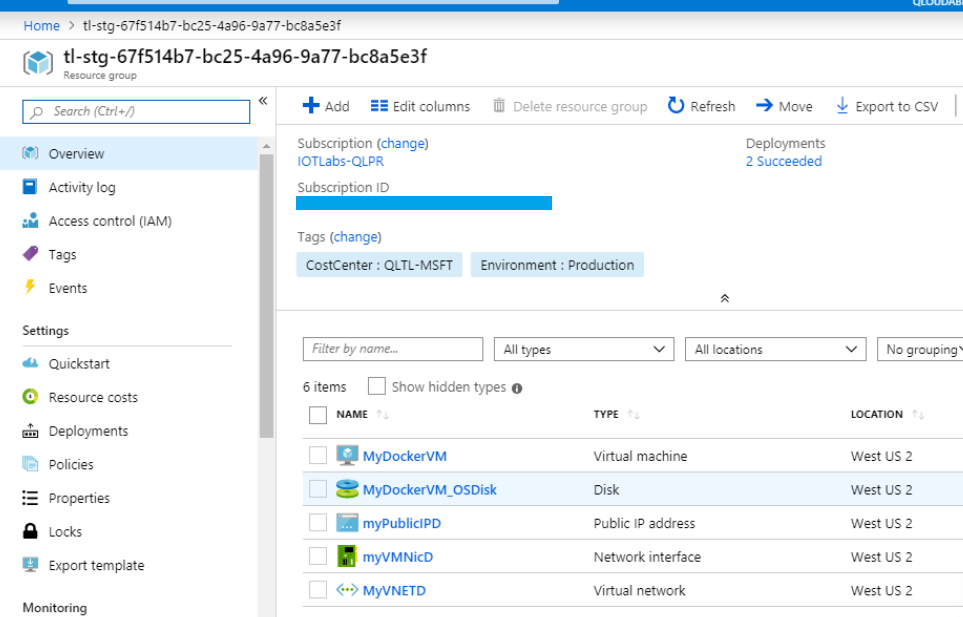 QLOUDAB
Home > tl-stg-67f514b7-bc25-4a96-9a77-bc8a5e3f
tl-stg-67f514b7-bc25-4a96-9a77-bc8a5e3f
Resource group
Search (Ctrl+/)
«
Overview
Activity log
Access control (IAM)
Tags
Events
Settings
Quickstart
Resource costs
Deployments
Policies
Properties
Locks
Export template
Monitoring
Add Edit columns Delete resource group Refresh Move Export to CSV
Subscription (change) Deployments
IOTLabs-QLPR 2 Succeeded
Subscription ID
Tags (change)
CostCenter : QLTL-MSFT Environment : Production
Filter by name... All types All locations No grouping
6 items Show hidden types
NAME TYPE LOCATION
MyDockerVM Virtual machine West US 2
MyDockerVM_OSDisk Disk West US 2
myPublicIPD Public IP address West US 2
myVMNicD Network interface West US 2
MyVNETD Virtual network West US 2